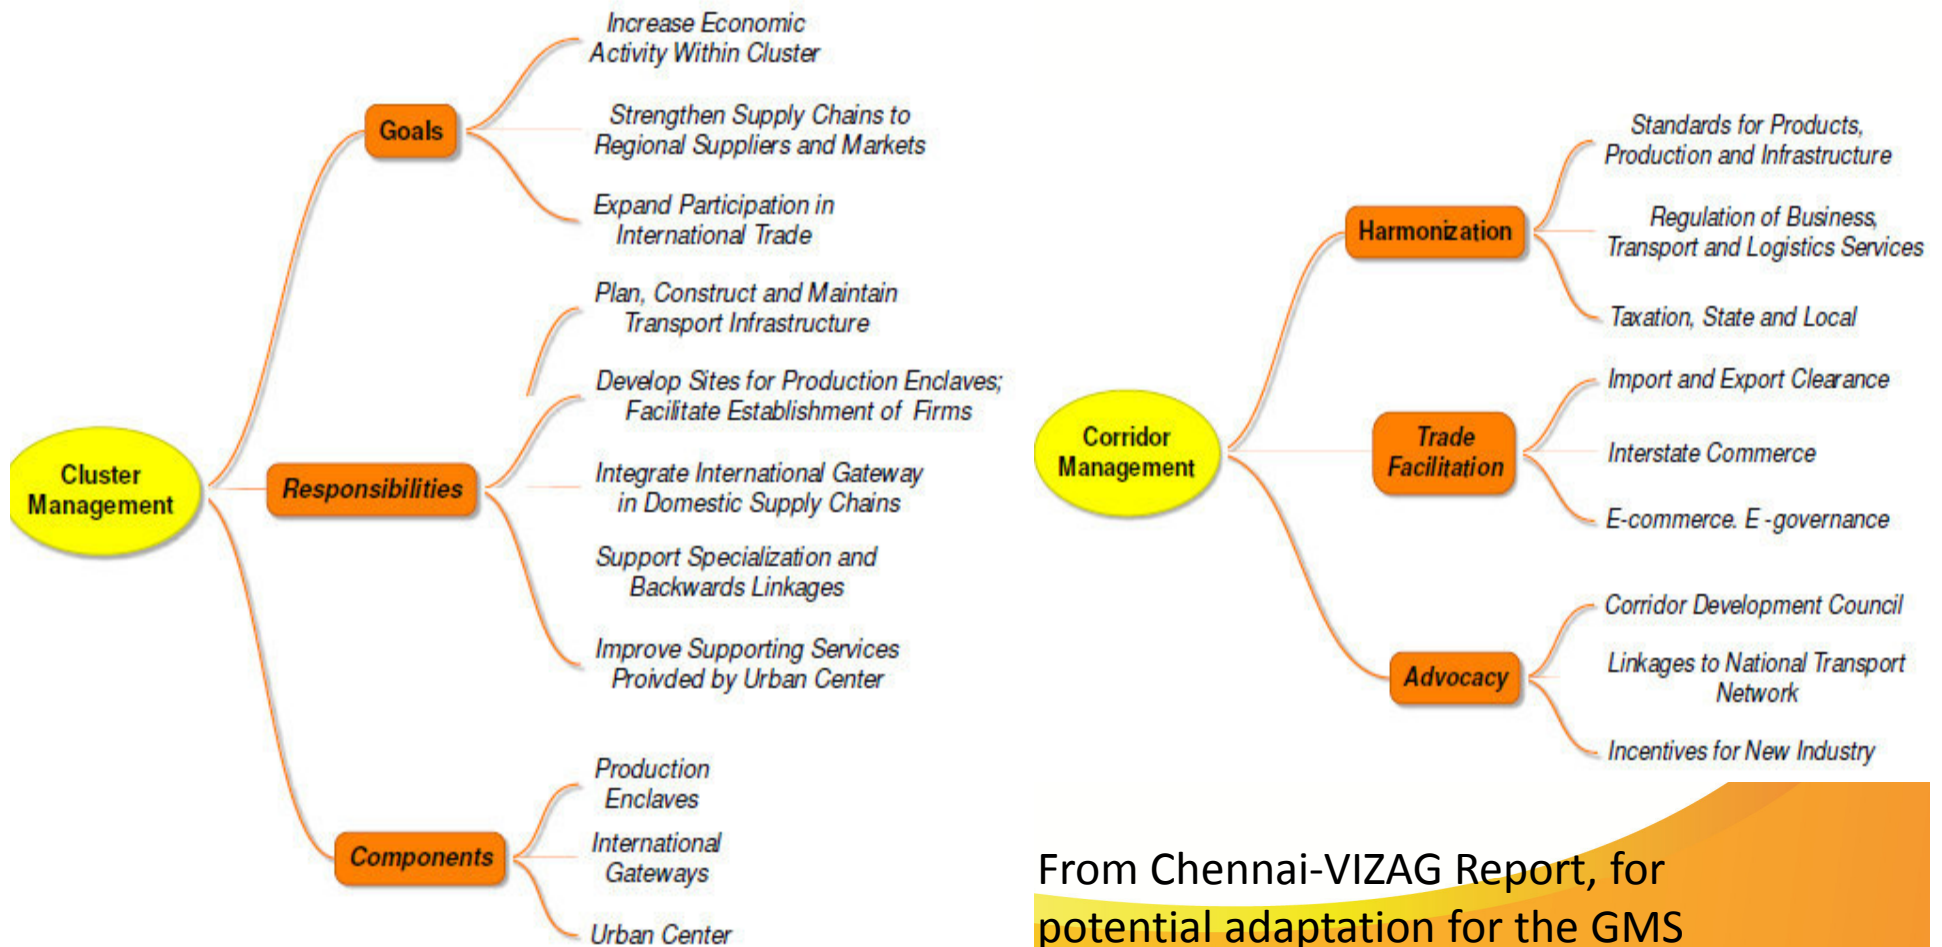 Increase Economic
Activity Within Cluster
Goals
Strengthen Supply Chains to
Regional Suppliers and Markets
Expand Participation in
International Trade
Cluster
Management
Responsibilities
Plan, Construct and Maintain
Transport Infrastructure
Develop Sites for Production Enclaves;
Facilitate Establishment of Firms
Integrate International Gateway
in Domestic Supply Chains
Support Specialization and
Backwards Linkages
Improve Supporting Services
Proivded by Urban Center
Components
Production
Enclaves
International
Gateways
Urban Center
Corridor
Management
Harmonization
Standards for Products,
Production and Infrastructure
Regulation of Business,
Transport and Logistics Services
Taxation, State and Local
Trade
Facilitation
Import and Export Clearance
Interstate Commerce
E-commerce. E -governance
Advocacy
Corridor Development Council
Linkages to National Transport
Network
Incentives for New Industry
From Chennai-VIZAG Report, for
potential adaptation for the GMS